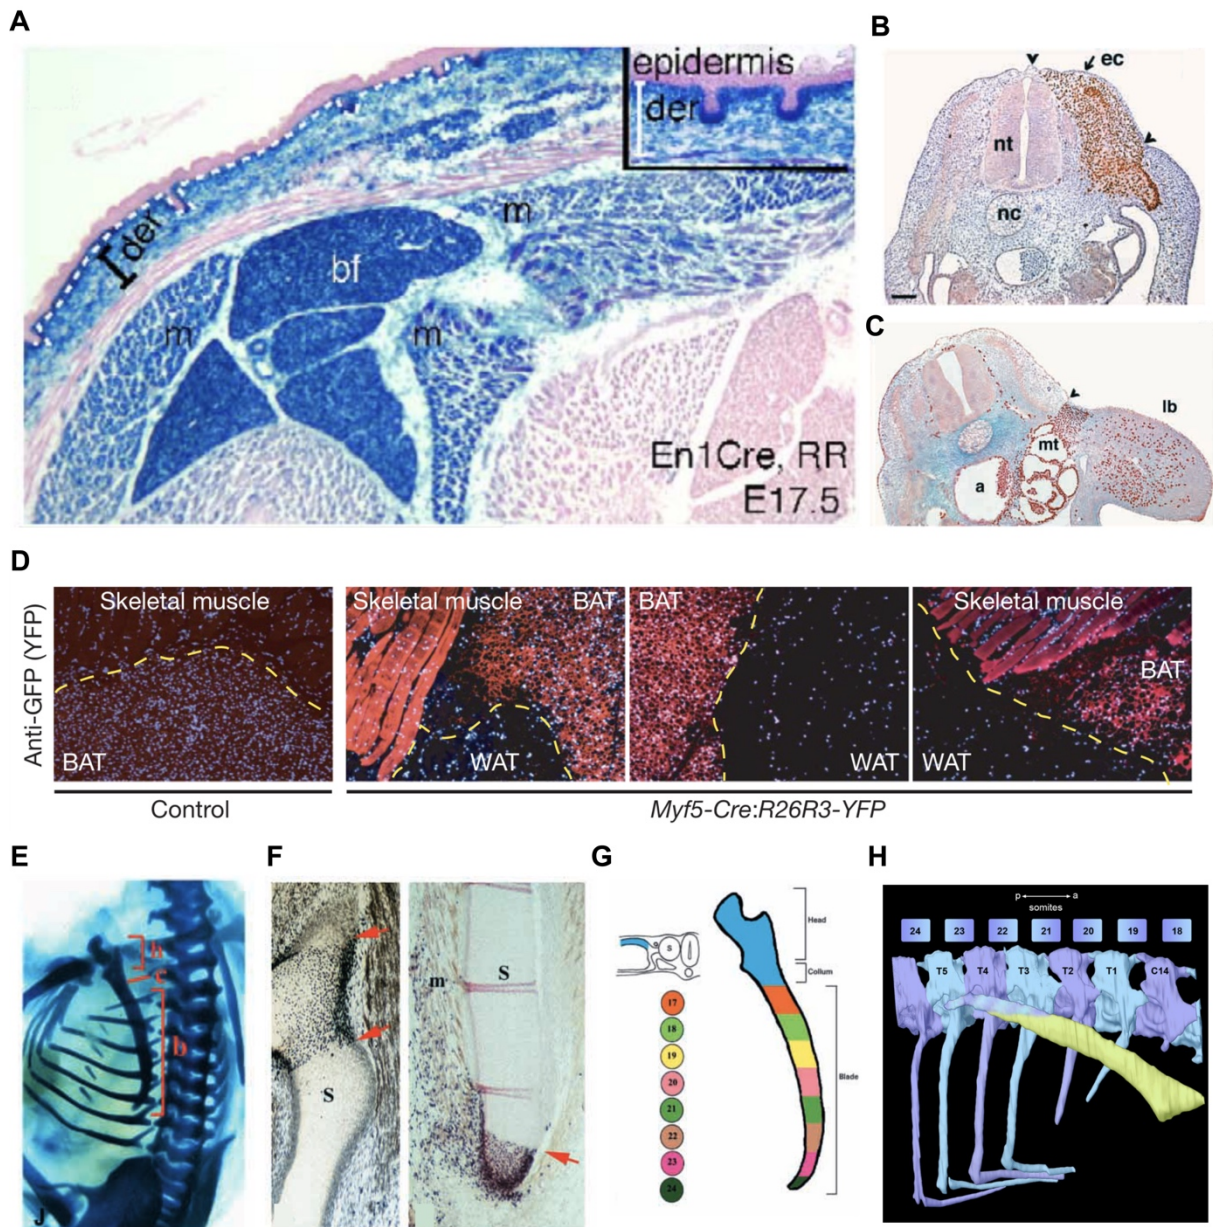 A
epidermis
der
der
m
bf
m
m
En1Cre, RR
E17.5
B
ec
nt
nc
C
lb
mt
a
D
Anti-GFP (YFP)
Skeletal muscle
BAT
Skeletal muscle
BAT
WAT
BAT
WAT
Skeletal muscle
BAT
WAT
Control
Myf5-Cre:R26R3-YFP
E
h
c
b
J
F
S
m
S
G
S
17
18
19
20
21
22
23
24
Head
Collum
Blade
H
p a
somites
24 23 22 21 20 19 18
T5 T4 T3 T2 T1 C14